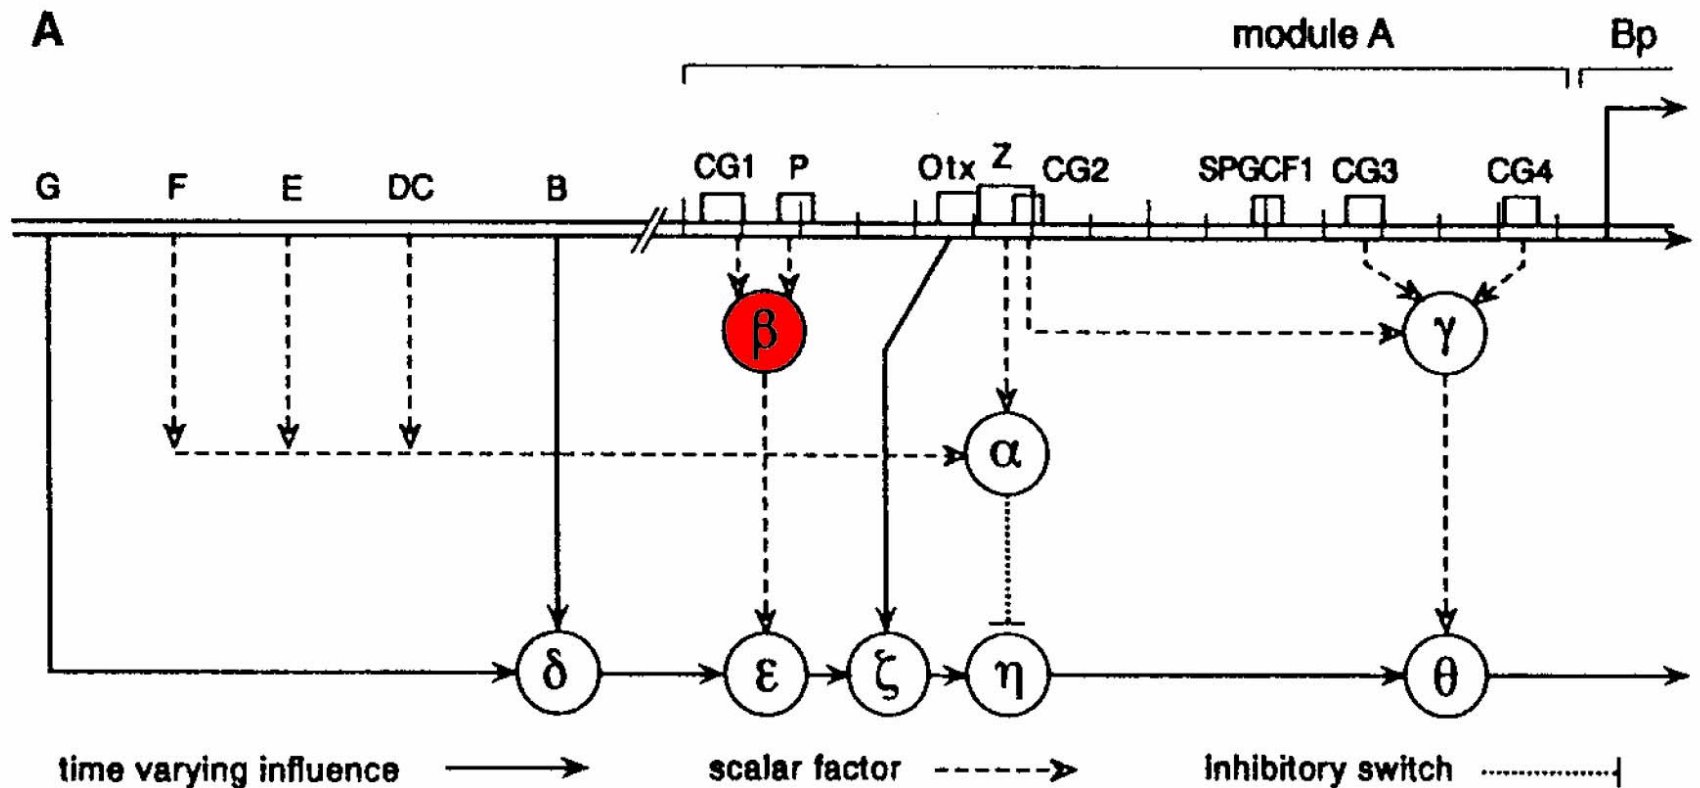 A
module A Bp
G F E DC B CG1 P Otx Z CG2 SPGCF1 CG3 CG4
β γ
α
δ ε ζ η θ
time varying influence scalar factor inhibitory switch